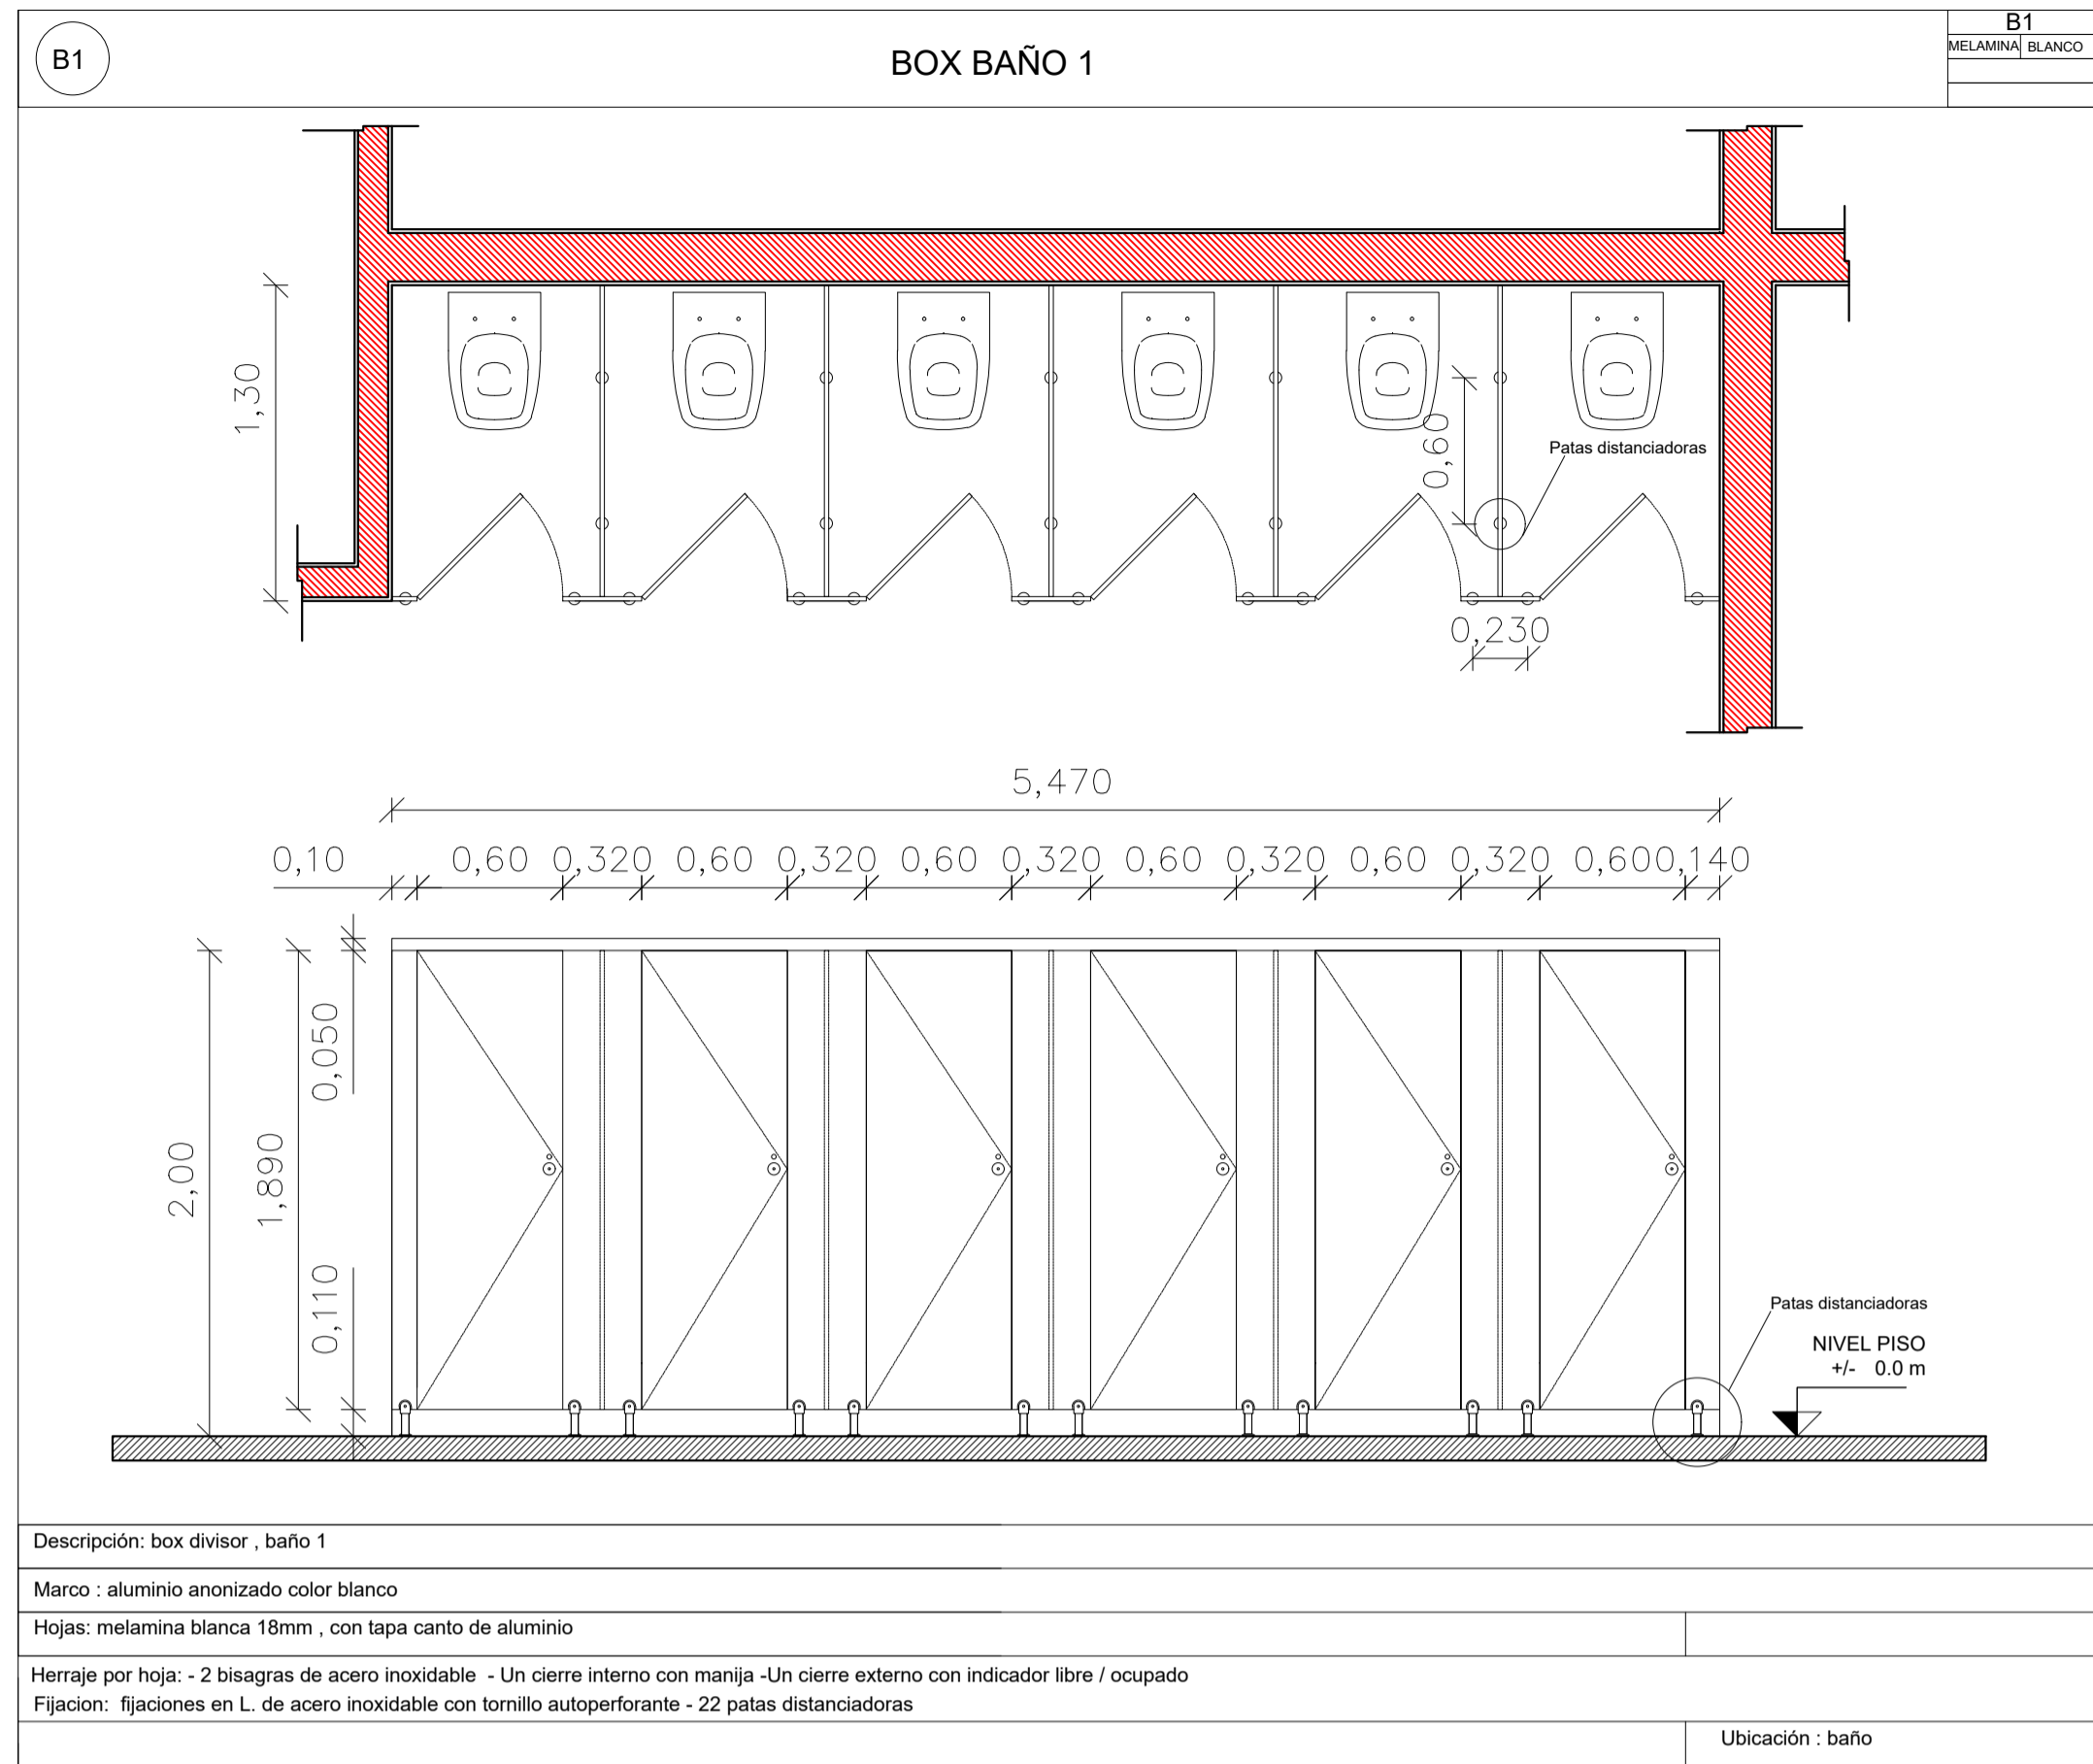 B1
BOX BAÑO 1
B1
MELAMINA BLANCO
1,30
0,60
Patas distanciadoras
0,230
5,470
0,10 0,60 0,320 0,60 0,320 0,60 0,320 0,60 0,320 0,60 0,320 0,60 0,140
0,050
2,00
1,890
0,110
Patas distanciadoras
NIVEL PISO
+/- 0.0 m
Descripción: box divisor , baño 1
Marco : aluminio anonizado color blanco
Hojas: melamina blanca 18mm , con tapa canto de aluminio
Herraje por hoja: - 2 bisagras de acero inoxidable - Un cierre interno con manija -Un cierre externo con indicador libre / ocupado
Fijacion: fijaciones en L. de acero inoxidable con tornillo autoperforante - 22 patas distanciadoras
Ubicación : baño